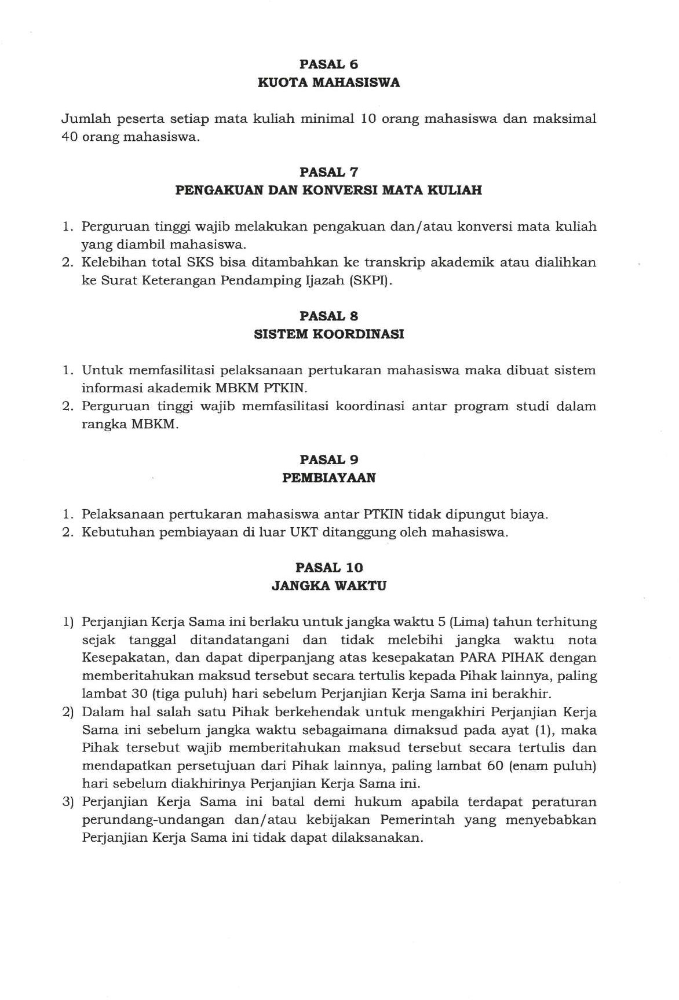 PASAL 6
KUOTA MAHASISWA
Jumlah peserta setiap mata kuliah minimal 10 orang mahasiswa dan maksimal
40 orang mahasiswa.
PASAL 7
PENGAKUAN DAN KONVERSI MATA KULIAH
1. Perguruan tinggi wajib melakukan pengakuan dan/atau konversi mata kuliah
yang diambil mahasiswa.
2. Kelebihan total SKS bisa ditambahkan ke transkrip akademik atau dialihkan
ke Surat Keterangan Pendamping Ijazah (SKPI).
PASAL 8
SISTEM KOORDINASI
1. Untuk memfasilitasi pelaksanaan pertukaran mahasiswa maka dibuat sistem
informasi akademik MBKM PTKIN.
2. Perguruan tinggi wajib memfasilitasi koordinasi antar program studi dalam
rangka MBKM.
PASAL 9
PEMBIAYAAN
1. Pelaksanaan pertukaran mahasiswa antar PTKIN tidak dipungut biaya.
2. Kebutuhan pembiayaan di luar UKT ditanggung oleh mahasiswa.
PASAL 10
JANGKA WAKTU
1) Perjanjian Kerja Sama ini berlaku untuk jangka waktu 5 (Lima) tahun terhitung
sejak tanggal ditandatangani dan tidak melebihi jangka waktu nota
Kesepakatan, dan dapat diperpanjang atas kesepakatan PARA PIHAK dengan
memberitahukan maksud tersebut secara tertulis kepada Pihak lainnya, paling
lambat 30 (tiga puluh) hari sebelum Perjanjian Kerja Sama ini berakhir.
2) Dalam hal salah satu Pihak berkehendak untuk mengakhiri Perjanjian Kerja
Sama ini sebelum jangka waktu sebagaimana dimaksud pada ayat (1), maka
Pihak tersebut wajib memberitahukan maksud tersebut secara tertulis dan
mendapatkan persetujuan dari Pihak lainnya, paling lambat 60 (enam puluh)
hari sebelum diakhirinya Perjanjian Kerja Sama ini.
3) Perjanjian Kerja Sama ini batal demi hukum apabila terdapat peraturan
perundang-undangan dan/atau kebijakan Pemerintah yang menyebabkan
Perjanjian Kerja Sama ini tidak dapat dilaksanakan.